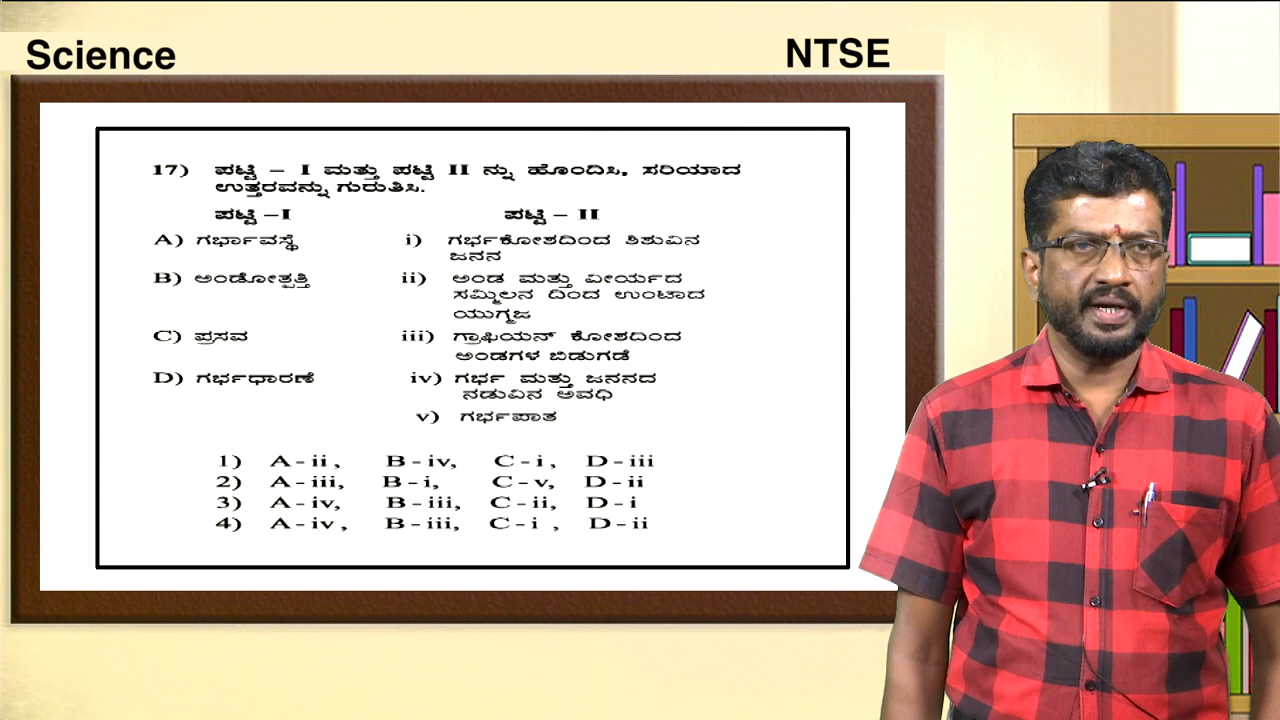 Science NTSE
17) ಪಟ್ಟಿ – I ಮತ್ತು ಪಟ್ಟಿ II ನ್ನು ಹೊಂದಿಸಿ, ಸರಿಯಾದ
ಉತ್ತರವನ್ನು ಗುರುತಿಸಿ.
ಪಟ್ಟಿ –I ಪಟ್ಟಿ – II
A) ಗರ್ಭಾವಸ್ಥೆ i) ಗರ್ಭಕೋಶದಿಂದ ಶಿಶುವಿನ
ಜನನ
B) ಅಂಡೋತ್ಪತ್ತಿ ii) ಅಂಡ ಮತ್ತು ವೀರ್ಯದ
ಸಮ್ಮಿಲನ ದಿಂದ ಉಂಟಾದ
ಯುಗ್ಮಜ
C) ಪ್ರಸವ iii) ಗ್ರಾಫಿಯನ್ ಕೋಶದಿಂದ
ಅಂಡಗಳ ಬಿಡುಗಡೆ
D) ಗರ್ಭಧಾರಣೆ iv) ಗರ್ಭ ಮತ್ತು ಜನನದ
ನಡುವಿನ ಅವಧಿ
v) ಗರ್ಭಪಾತ
1) A - ii , B - iv, C - i, D - iii
2) A - iii, B - i, C - v, D - ii
3) A - iv, B - iii, C - ii, D - i
4) A - iv , B - iii, C - i , D - ii